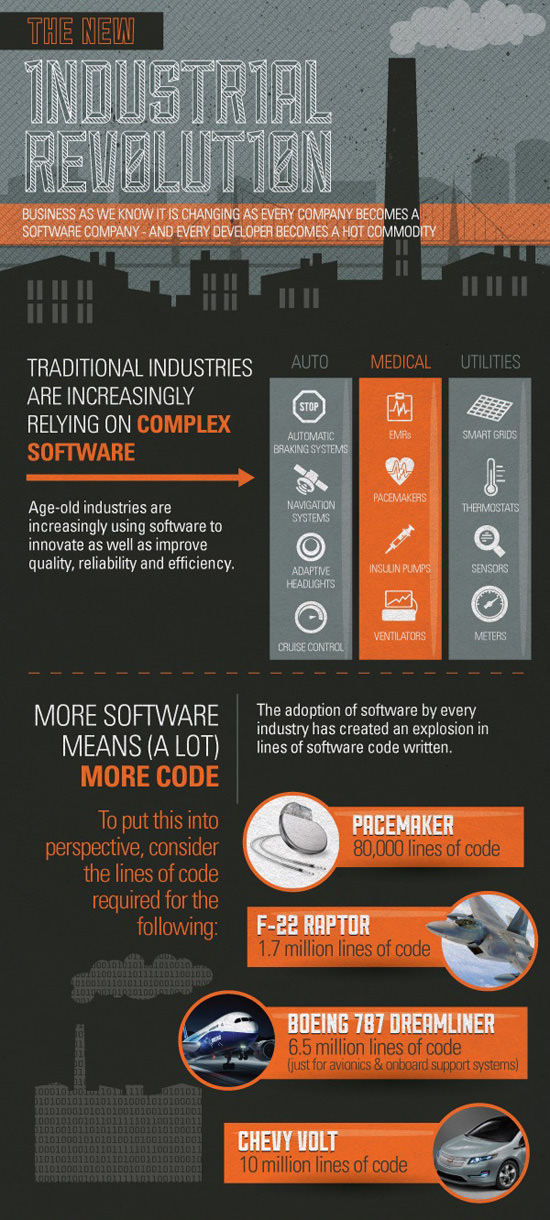 THE NEW
1NDUSTR1AL
REV0LUT10N
BUSINESS AS WE KNOW IT IS CHANGING AS EVERY COMPANY BECOMES A
SOFTWARE COMPANY - AND EVERY DEVELOPER BECOMES A HOT COMMODITY
TRADITIONAL INDUSTRIES
ARE INCREASINGLY
RELYING ON COMPLEX
SOFTWARE
Age-old industries are
increasingly using software to
innovate as well as improve
quality, reliability and efficiency.
AUTO
STOP
AUTOMATIC
BRAKING SYSTEMS
NAVIGATION
SYSTEMS
ADAPTIVE
HEADLIGHTS
CRUISE CONTROL
MEDICAL
EMRs
PACEMAKERS
INSULIN PUMPS
VENTILATORS
UTILITIES
SMART GRIDS
THERMOSTATS
SENSORS
METERS
MORE SOFTWARE
MEANS (A LOT)
MORE CODE
The adoption of software by every
industry has created an explosion in
lines of software code written.
To put this into
perspective, consider
the lines of code
required for the
following:
PACEMAKER
80,000 lines of code
F-22 RAPTOR
1.7 million lines of code
BOEING 787 DREAMLINER
6.5 million lines of code
(just for avionics & onboard support systems)
CHEVY VOLT
10 million lines of code